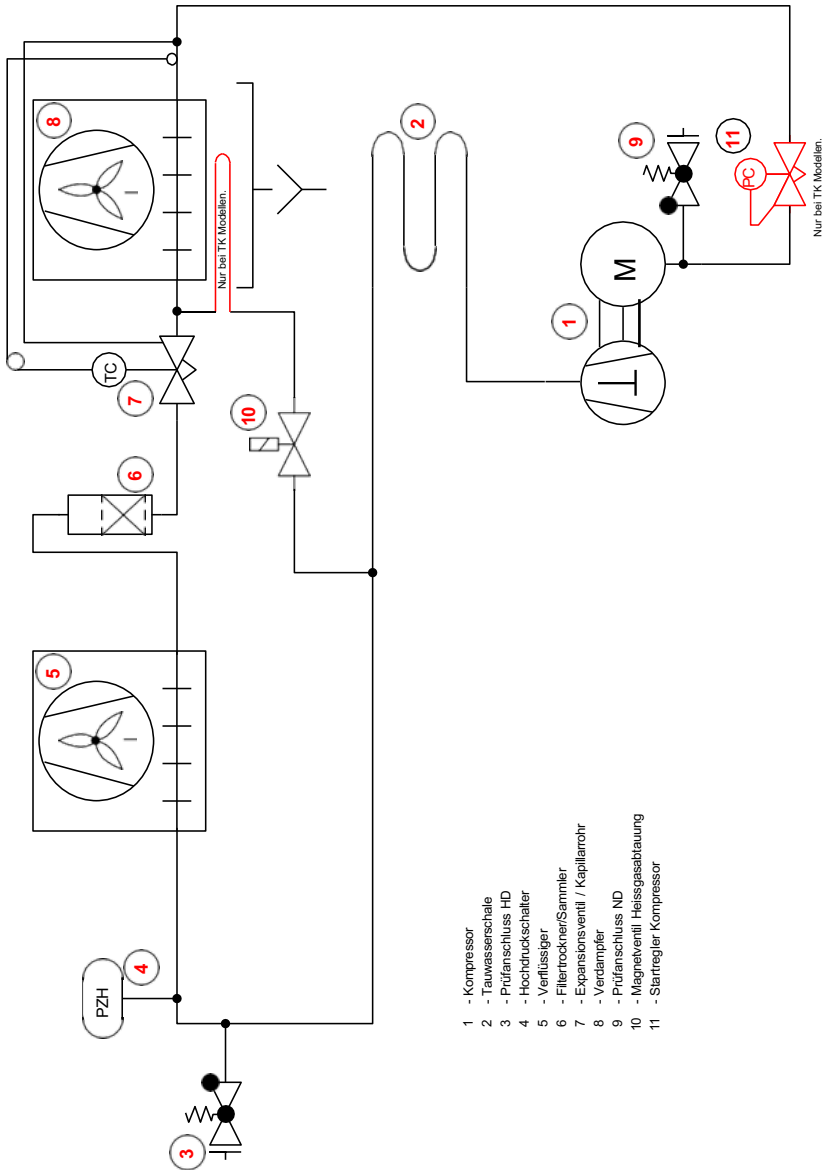 8
Nur bei TK Modellen.
2
9
11
PC
Nur bei TK Modellen.
M
1
TC
7
10
6
5
PZH
4
3
1 - Kompressor
2 - Tauwasserschale
3 - Prüfanschluss HD
4 - Hochdruckschalter
5 - Verflüssiger
6 - Filtertrockner/Sammler
7 - Expansionsventil / Kapillarrohr
8 - Verdampfer
9 - Prüfanschluss ND
10 - Magnetventil Heissgasabtauung
11 - Startregler Kompressor